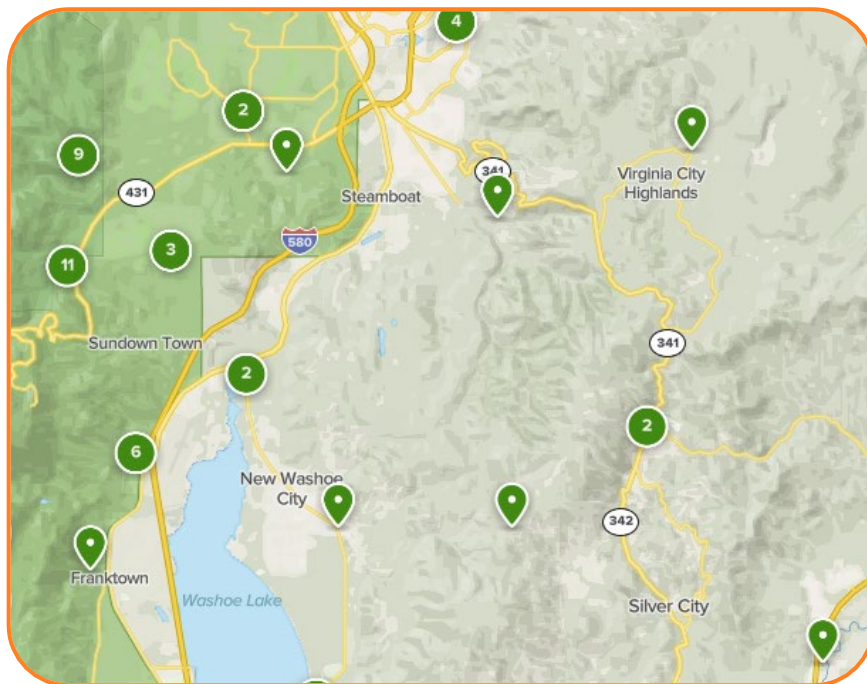 4
2
9
431
341
Virginia City
Highlands
Steamboat
580
3
11
Sundown Town
341
2
2
6
New Washoe
City
342
Franktown
Washoe Lake
Silver City